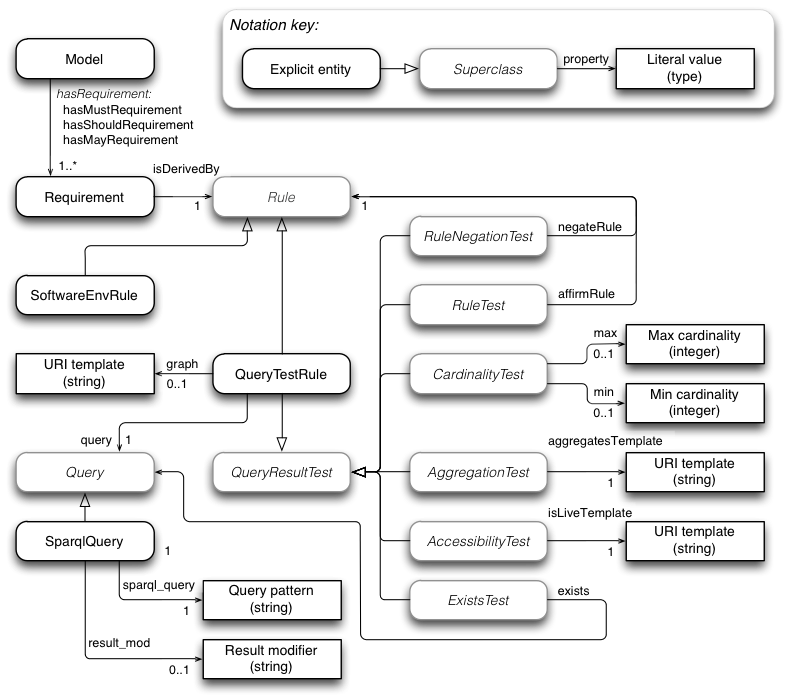 Notation key:
Explicit entity
Superclass
property
Literal value
(type)
Model
hasRequirement:
hasMustRequirement
hasShouldRequirement
hasMayRequirement
1..*
Requirement
isDerivedBy
1
Rule
1
RuleNegationTest
negateRule
SoftwareEnvRule
RuleTest
affirmRule
URI template
(string)
graph
0..1
QueryTestRule
CardinalityTest
max
0..1
Max cardinality
(integer)
min
0..1
Min cardinality
(integer)
query
1
Query
QueryResultTest
AggregationTest
aggregatesTemplate
1
URI template
(string)
SparqlQuery
1
AccessibilityTest
isLiveTemplate
1
URI template
(string)
sparql_query
1
Query pattern
(string)
ExistsTest
exists
result_mod
0..1
Result modifier
(string)